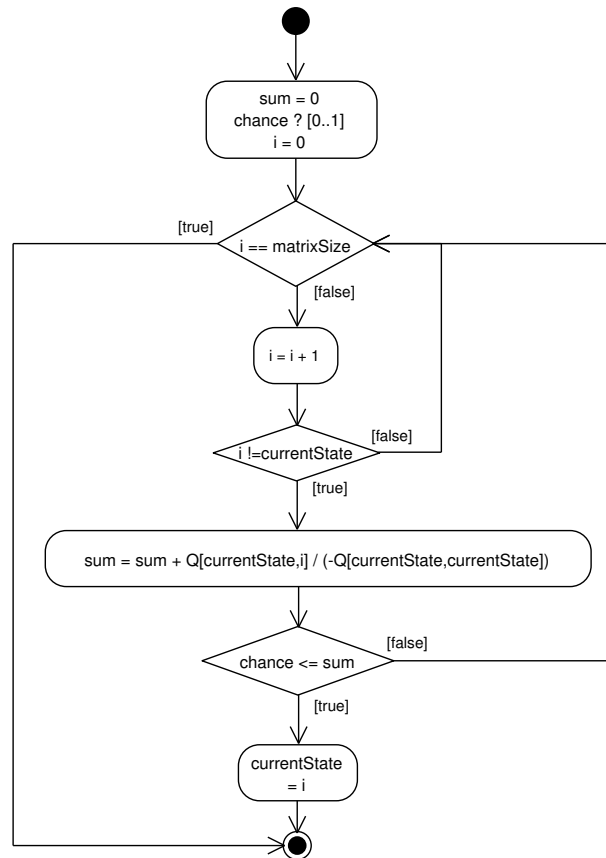 sum = 0
chance ? [0..1]
i = 0
[true]
i == matrixSize
[false]
i = i + 1
i !=currentState
[false]
[true]
sum = sum + Q[currentState,i] / (-Q[currentState,currentState])
chance <= sum
[false]
[true]
currentState
= i